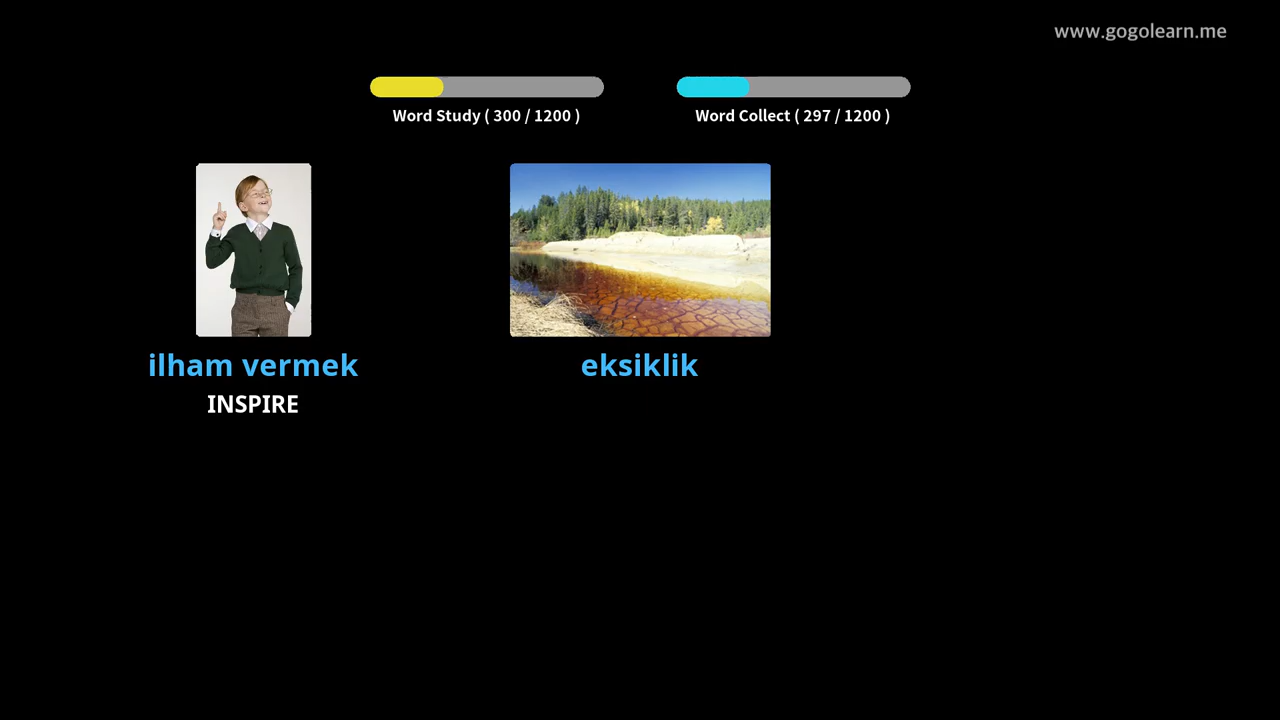 www.gogolearn.me
Word Study ( 300 / 1200 )
Word Collect ( 297 / 1200 )
ilham vermek
INSPIRE
eksiklik